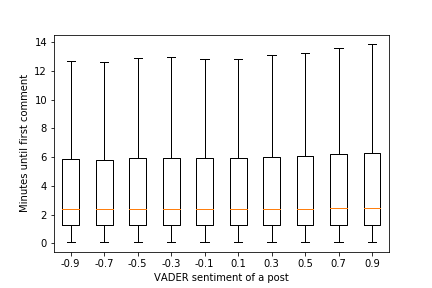 14
12
10
8
6
4
2
0
Minutes until first comment
-0.9 -0.7 -0.5 -0.3 -0.1 0.1 0.3 0.5 0.7 0.9
VADER sentiment of a post